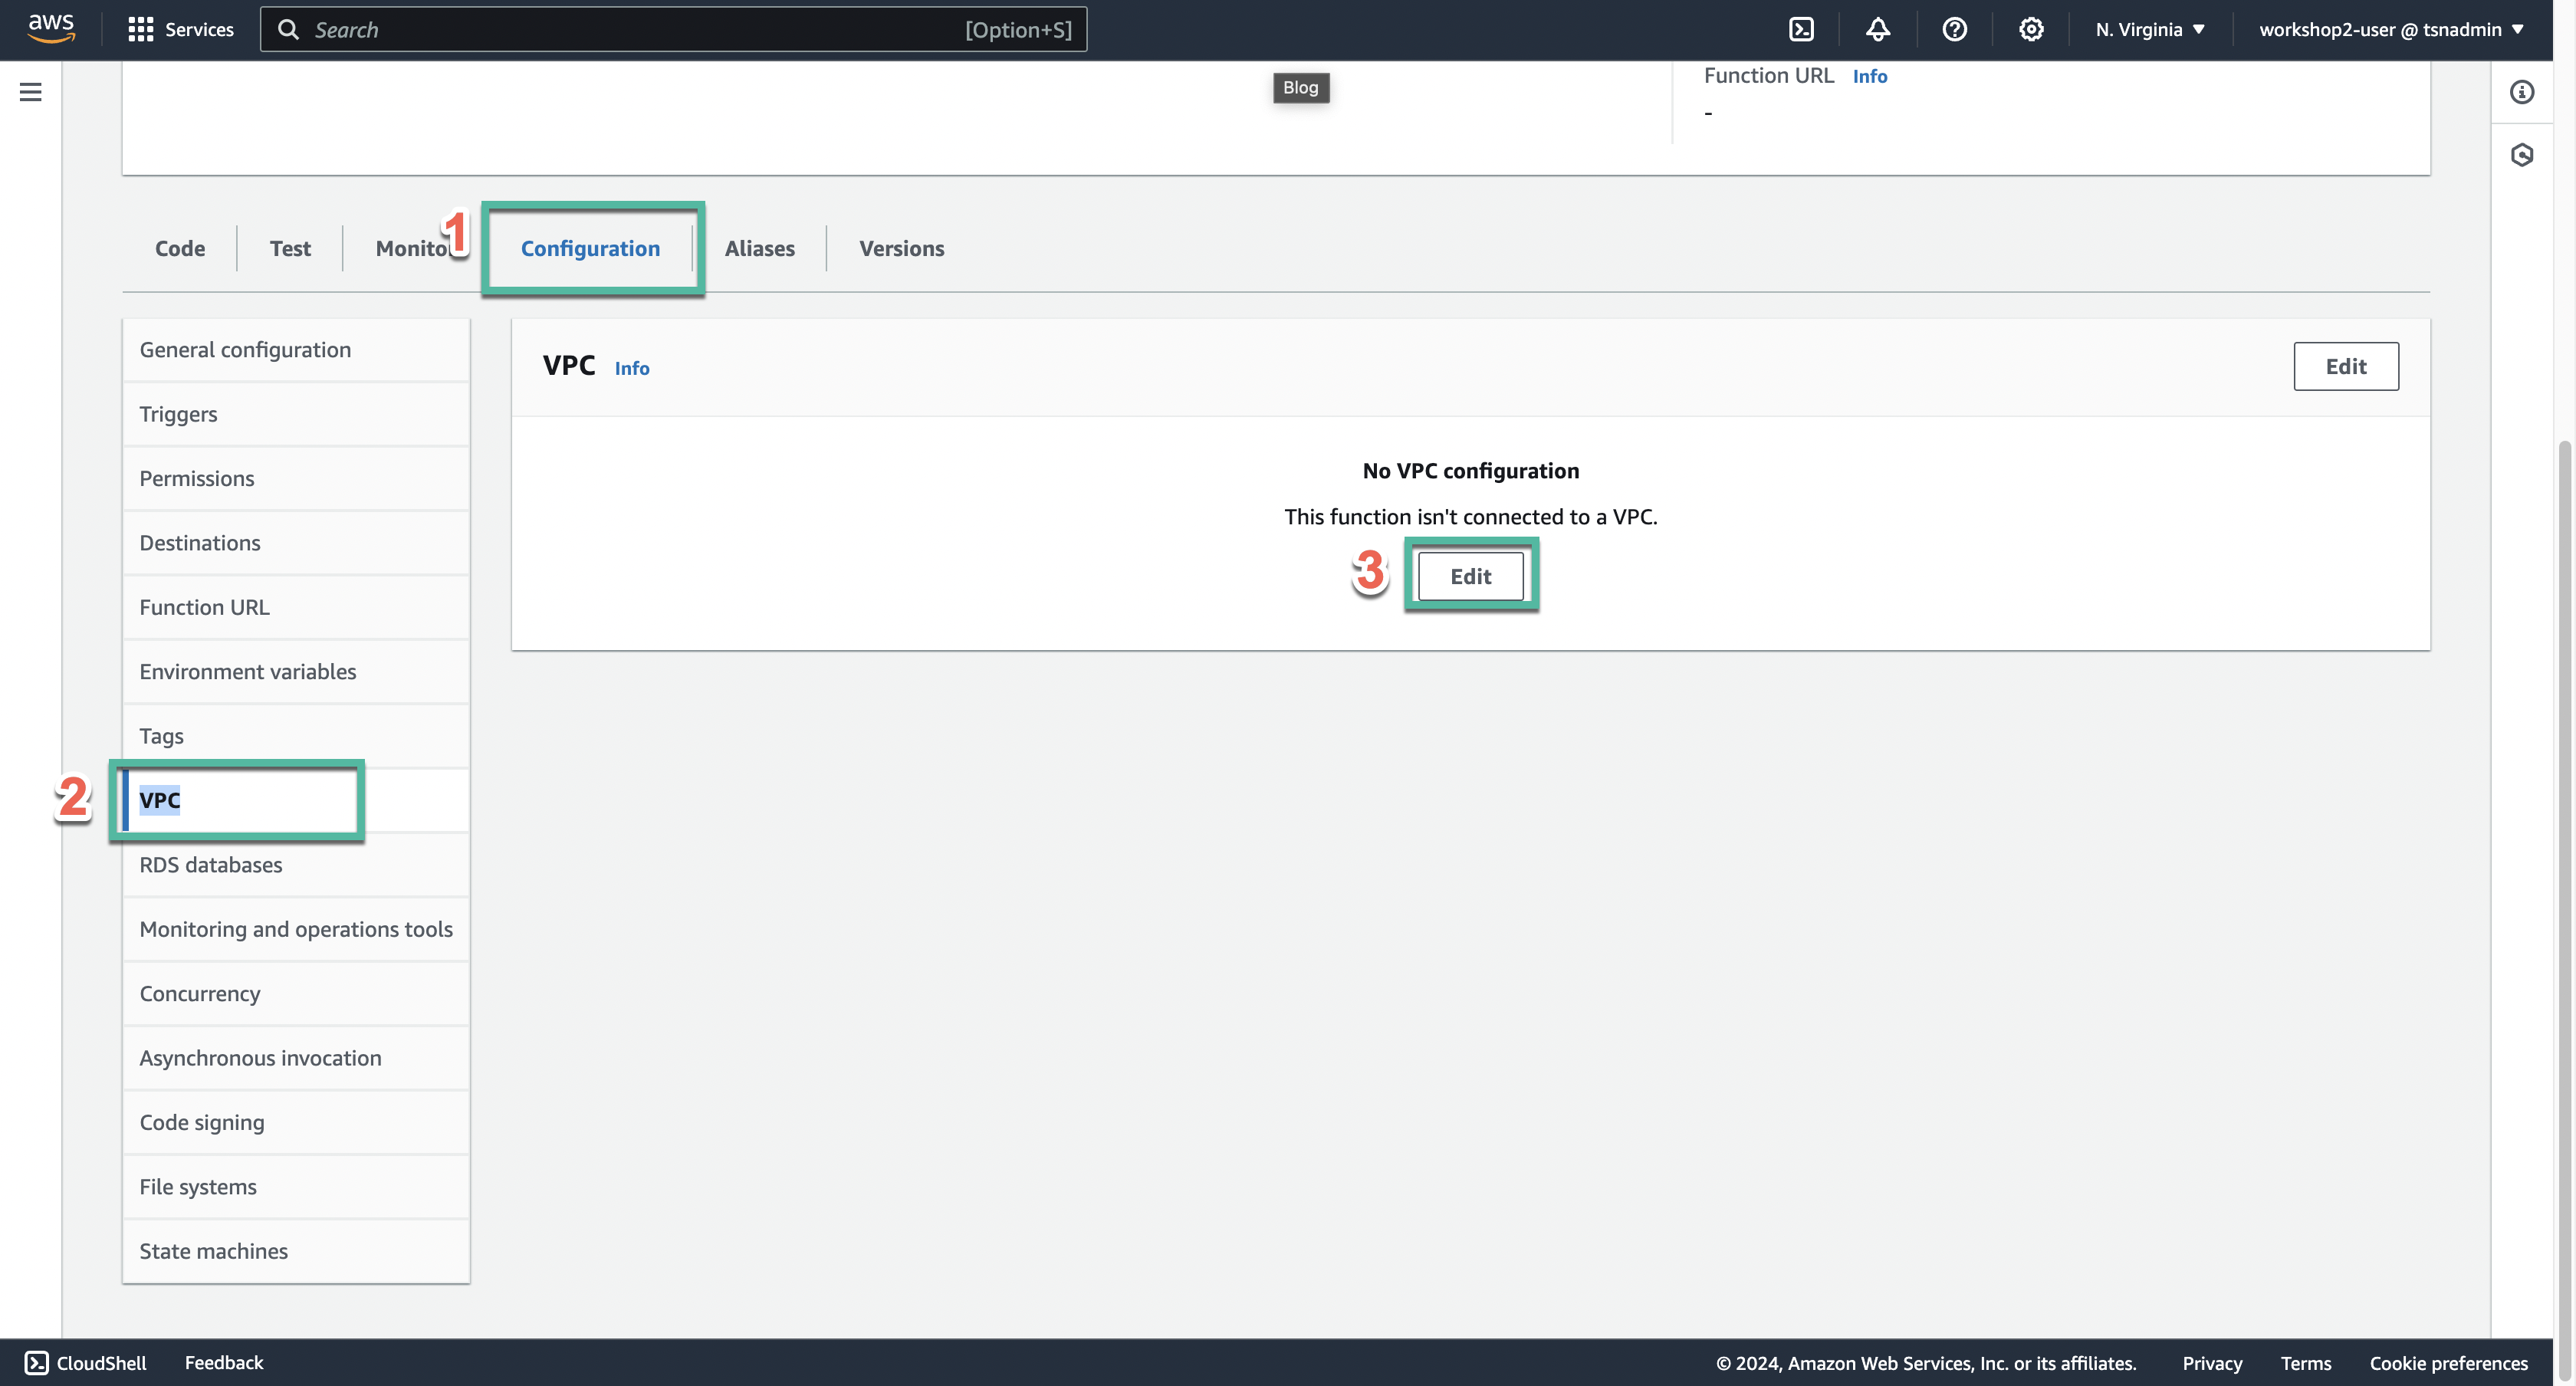 aws Services Search [Option+S] N. Virginia workshop2-user @ tsnadmin
Blog
Function URL Info
-
1
Code Test Monito Configuration Aliases Versions
General configuration
Triggers
Permissions
Destinations
Function URL
Environment variables
Tags
2
VPC
RDS databases
Monitoring and operations tools
Concurrency
Asynchronous invocation
Code signing
File systems
State machines
VPC Info Edit
No VPC configuration
This function isn't connected to a VPC.
3 Edit
CloudShell Feedback © 2024, Amazon Web Services, Inc. or its affiliates. Privacy Terms Cookie preferences